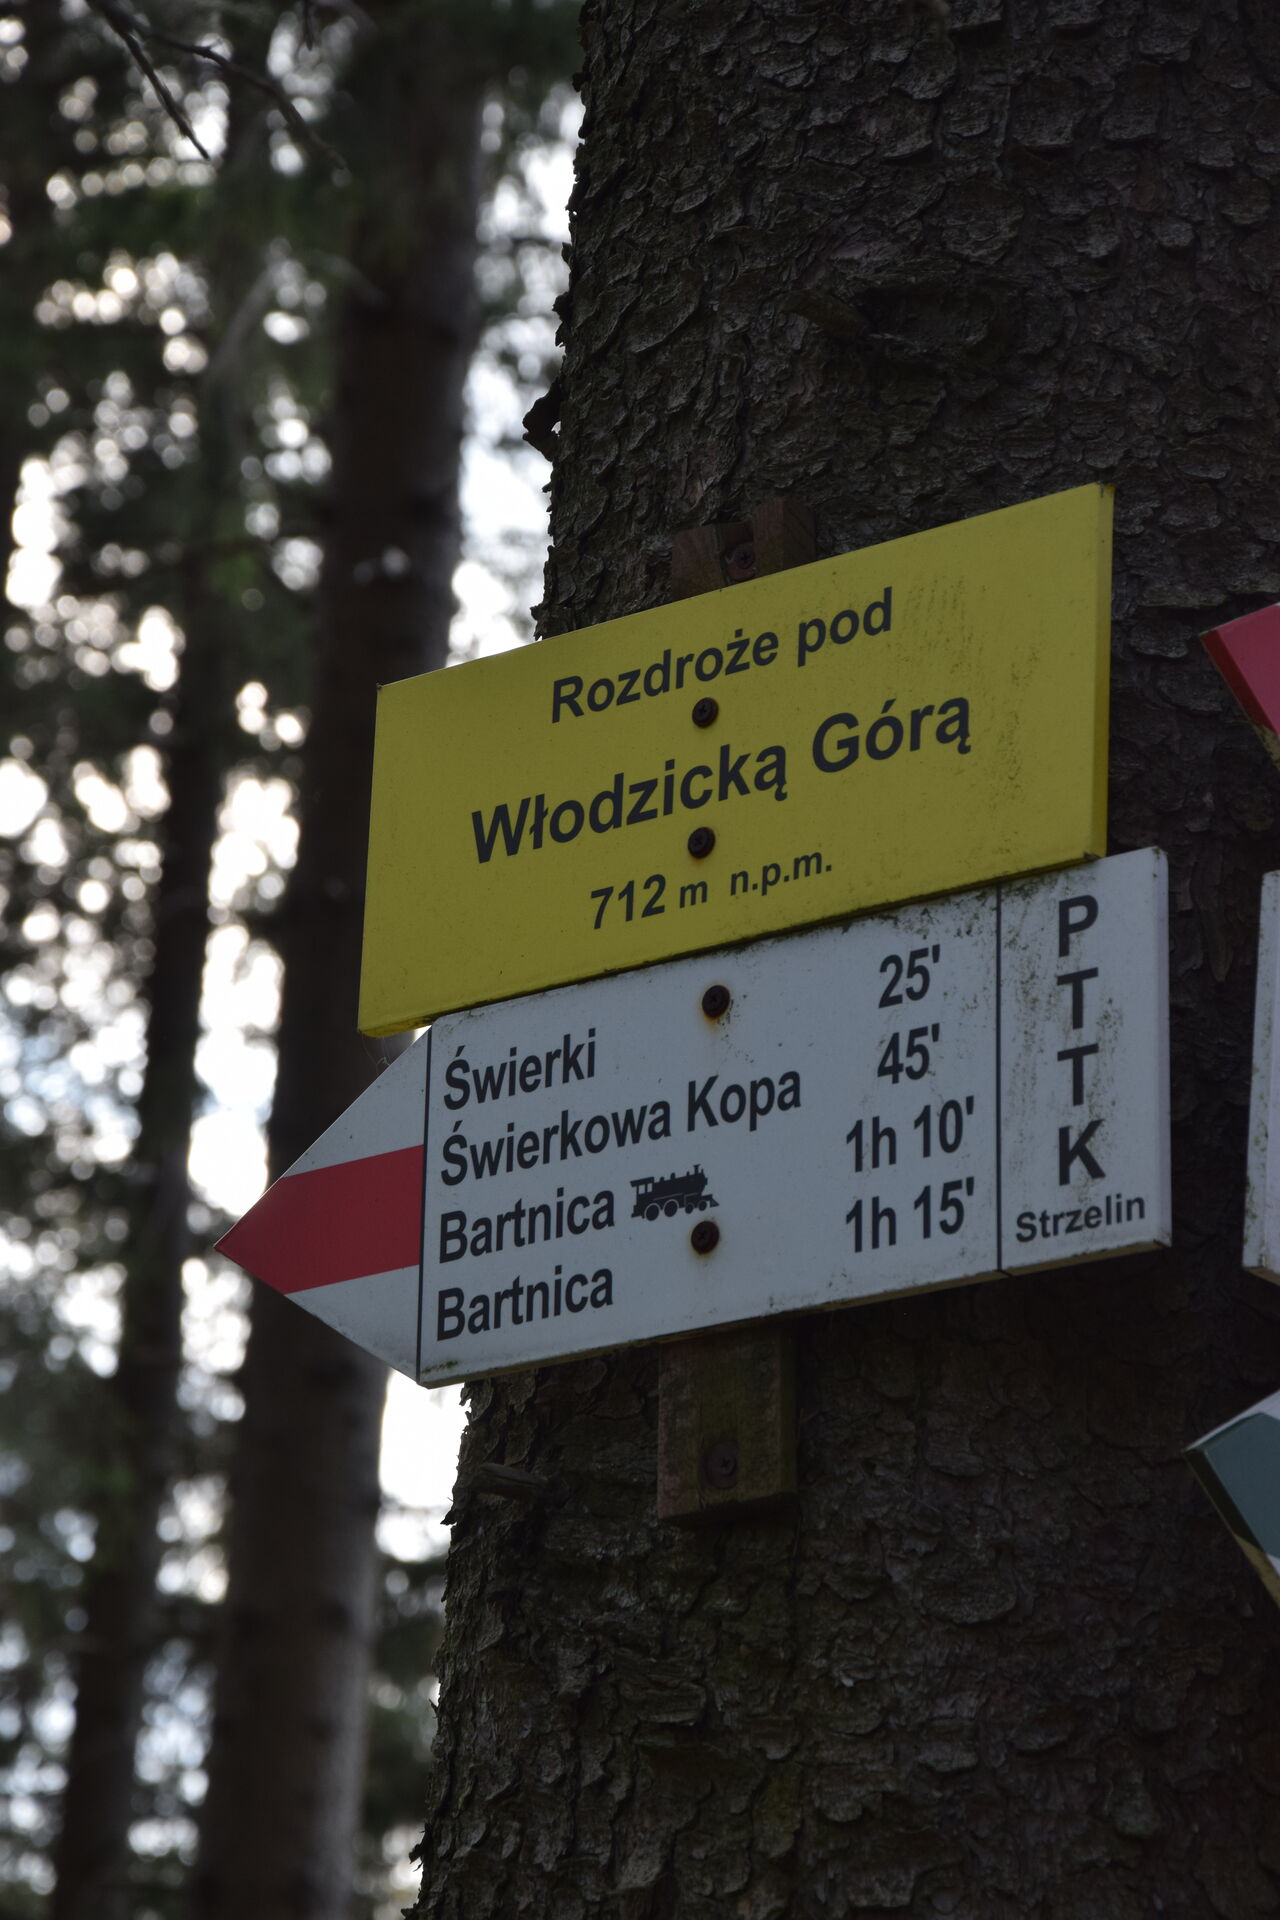 Rozdroże pod
Włodzicką Górą
712 m n.p.m.
Świerki 25'
Świerkowa Kopa 45'
Bartnica 1h 10'
Bartnica 1h 15'
PTTK
Strzelin